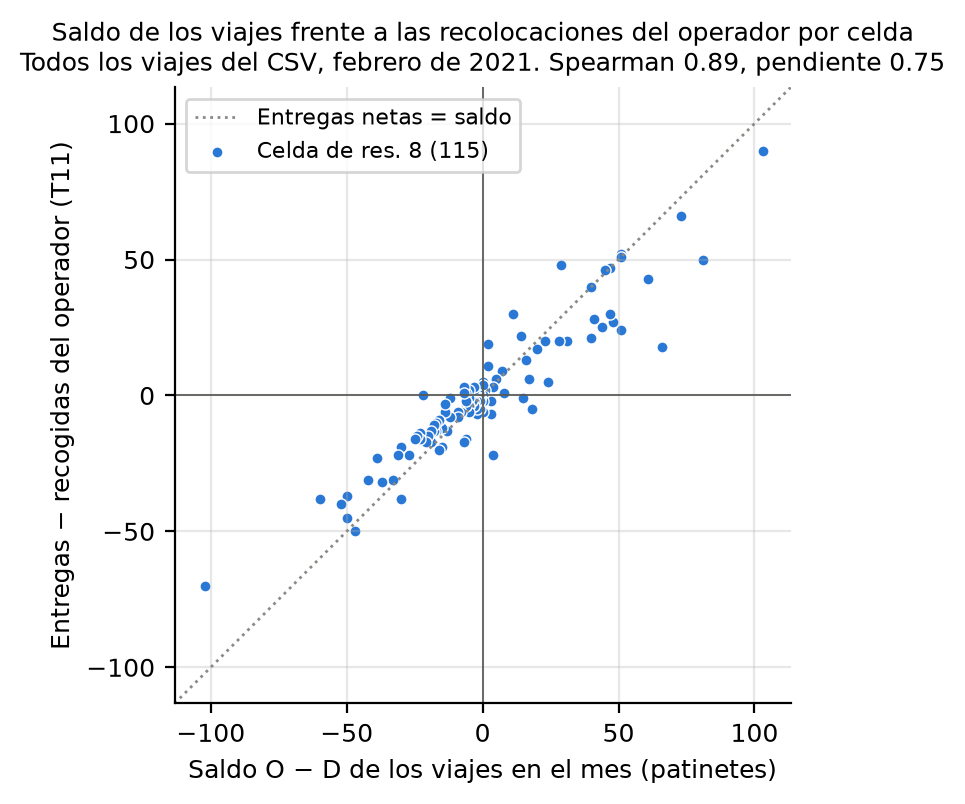 Saldo de los viajes frente a las recolocaciones del operador por celda
Todos los viajes del CSV, febrero de 2021. Spearman 0.89, pendiente 0.75
Entregas netas = saldo
Celda de res. 8 (115)
Entregas − recogidas del operador (T11)
100
50
0
−50
−100
−100
−50
0
50
100
Saldo O − D de los viajes en el mes (patinetes)